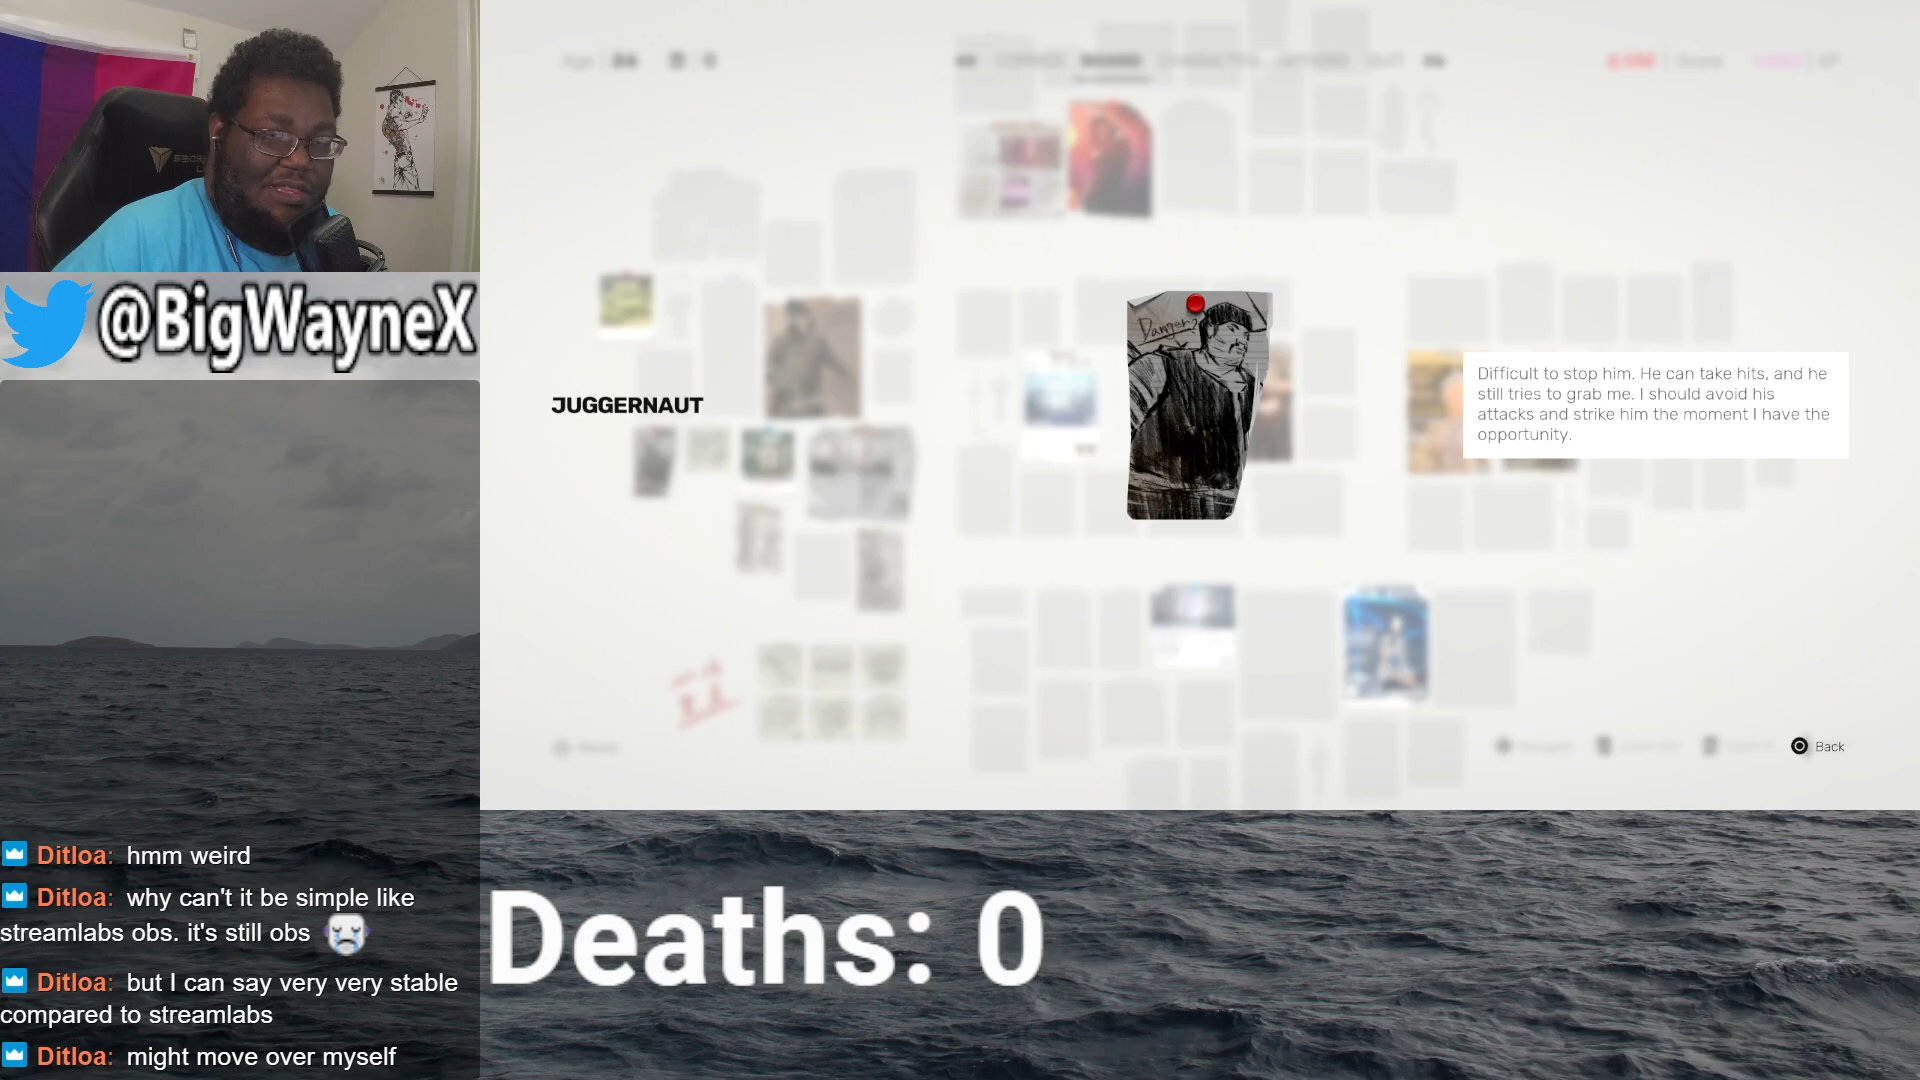 @BigWayneX
JUGGERNAUT
Danger?
Difficult to stop him. He can take hits, and he
still tries to grab me. I should avoid his
attacks and strike him the moment I have the
opportunity.
Back
Ditloa: hmm weird
Ditloa: why can't it be simple like
streamlabs obs. it's still obs
Ditloa: but I can say very very stable
compared to streamlabs
Ditloa: might move over myself
Deaths: 0